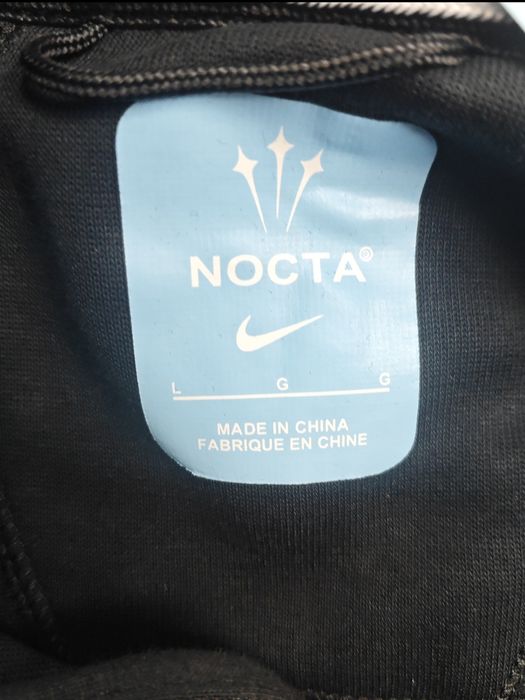 NOCTA®
L G G
MADE IN CHINA
FABRIQUE EN CHINE